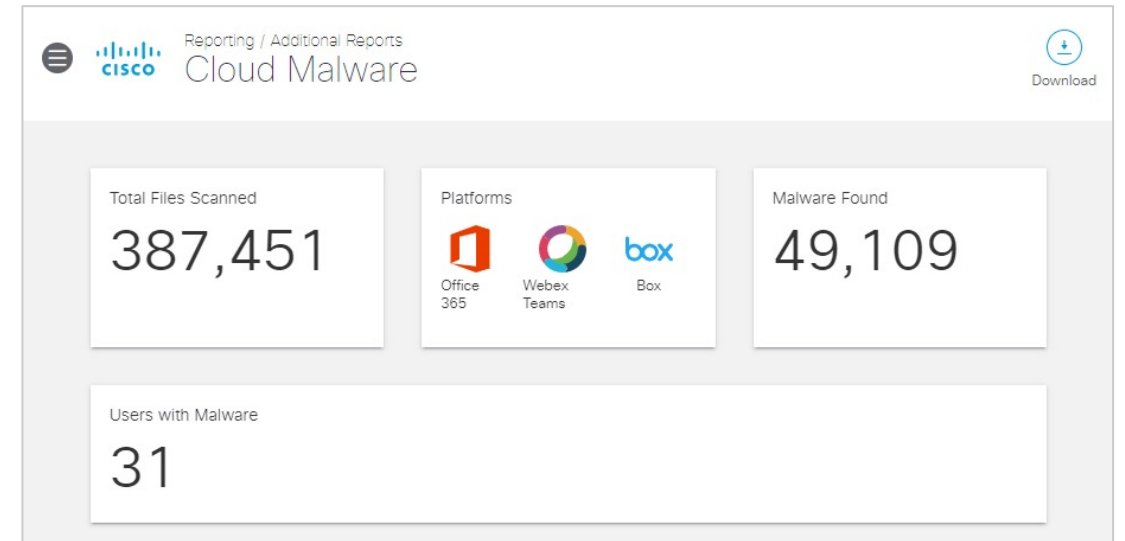 Reporting / Additional Reports
CISCO
Cloud Malware
Download
Total Files Scanned
387,451
Platforms
box
Office
365
Webex
Teams
Box
Malware Found
49,109
Users with Malware
31